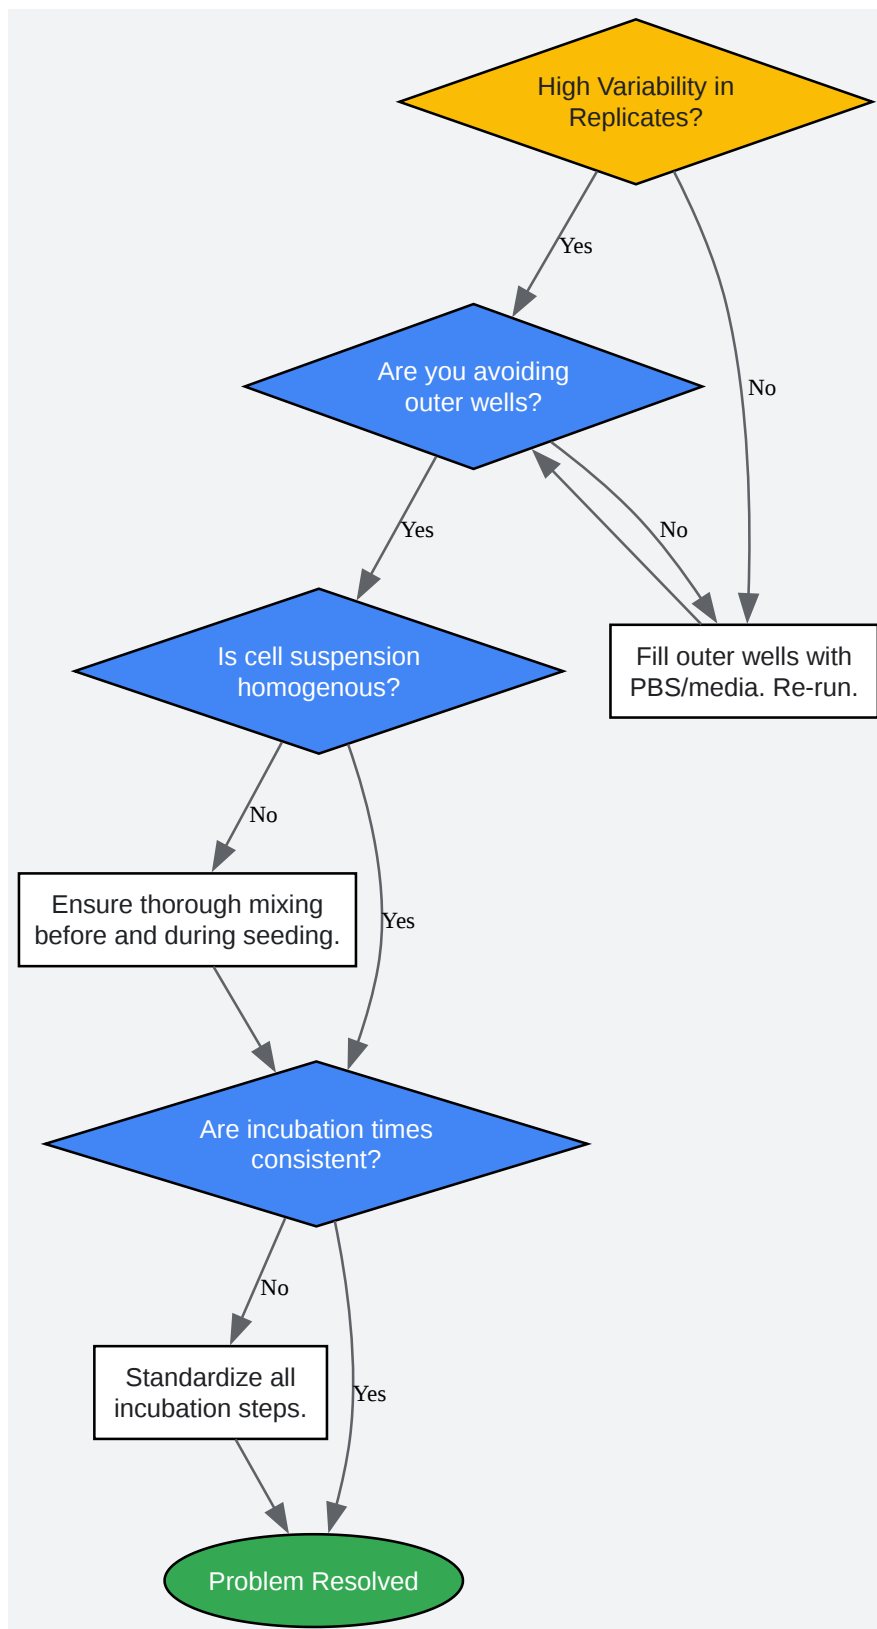 High Variability in
Replicates?
Yes
No
Are you avoiding
outer wells?
Yes
No
Is cell suspension
homogenous?
Fill outer wells with
PBS/media. Re-run.
No
Yes
Ensure thorough mixing
before and during seeding.
Are incubation times
consistent?
No
Yes
Standardize all
incubation steps.
Problem Resolved